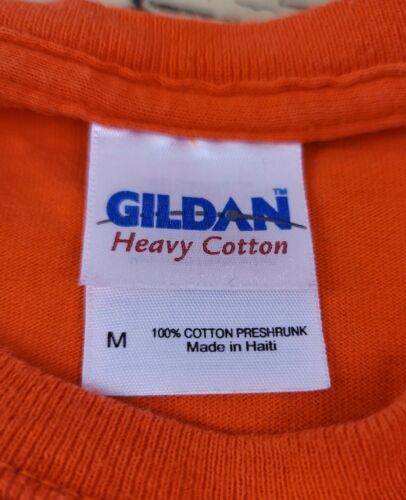 GILDAN™
Heavy Cotton
M 100% COTTON PRESHRUNK
Made in Haiti